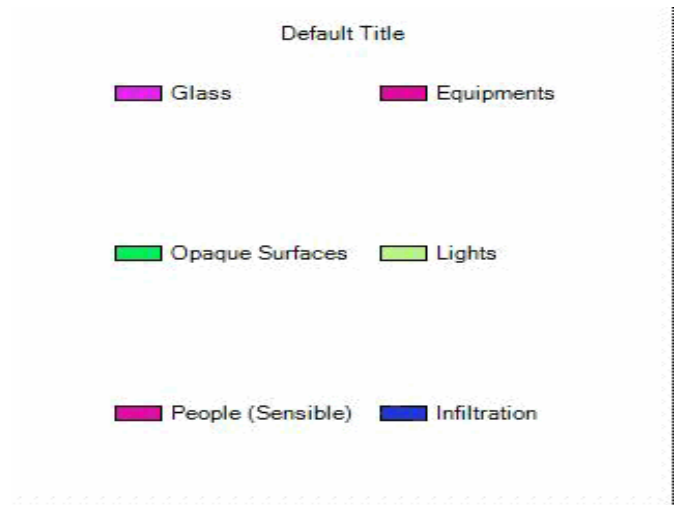 Default Title
Glass Equipments
Opaque Surfaces Lights
People (Sensible) Infiltration